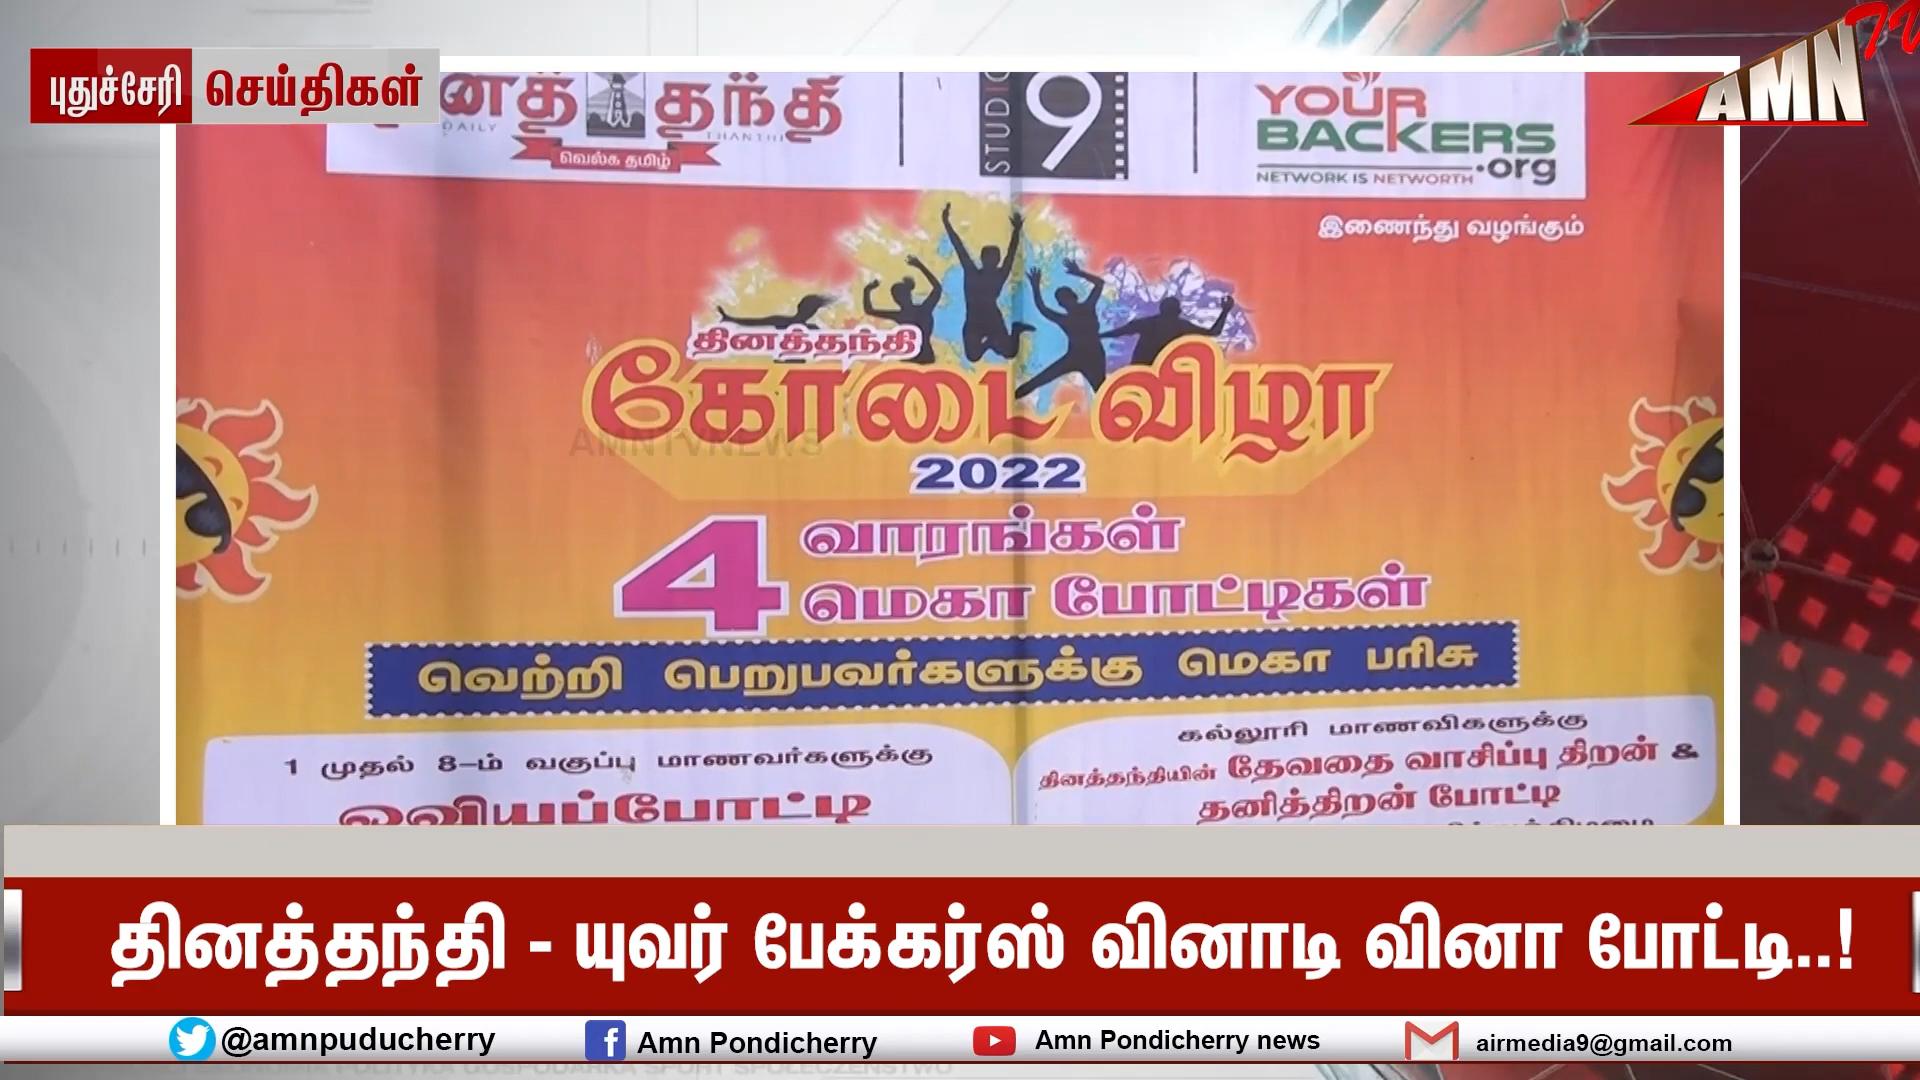 புதுச்சேரி செய்திகள்
AMN TV
DAILY THANTHI
வெல்க தமிழ்
STUDIO 9
YOUR
BACKERS
.org
NETWORK IS NETWORTH
இணைந்து வழங்கும்
தினத்தந்தி
கோடை விழா
AMNTVNEWS
2022
4 வாரங்கள்
மெகா போட்டிகள்
வெற்றி பெறுபவர்களுக்கு மெகா பரிசு
1 முதல் 8-ம் வகுப்பு மாணவர்களுக்கு
ஓவியப்போட்டி
கல்லூரி மாணவிகளுக்கு
தினத்தந்தியின் தேவதை வாசிப்பு திறன் &
தனித்திறன் போட்டி
தினத்தந்தி - யுவர் பேக்கர்ஸ் வினாடி வினா போட்டி..!
@amnpuducherry Amn Pondicherry Amn Pondicherry news airmedia9@gmail.com